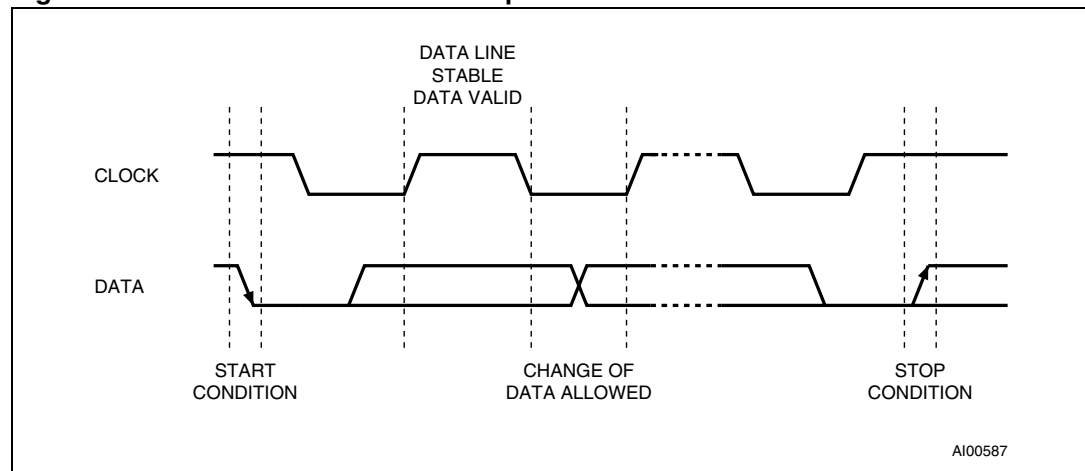 DATA LINE
STABLE
DATA VALID
CLOCK
DATA
START
CONDITION
CHANGE OF
DATA ALLOWED
STOP
CONDITION
AI00587